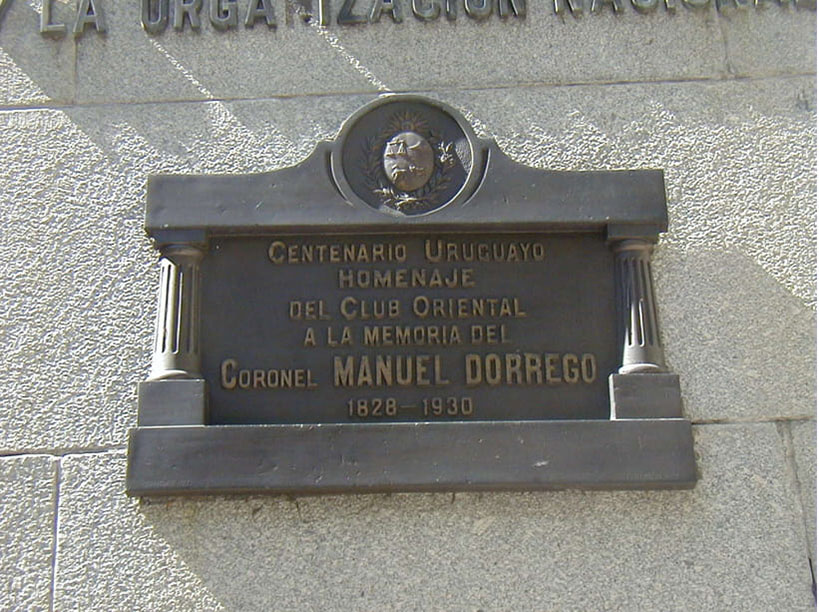 LA ORGANIZACION NACIONAL
CENTENARIO URUGUAYO
HOMENAJE
DEL CLUB ORIENTAL
A LA MEMORIA DEL
CORONEL MANUEL DORREGO
1828-1930